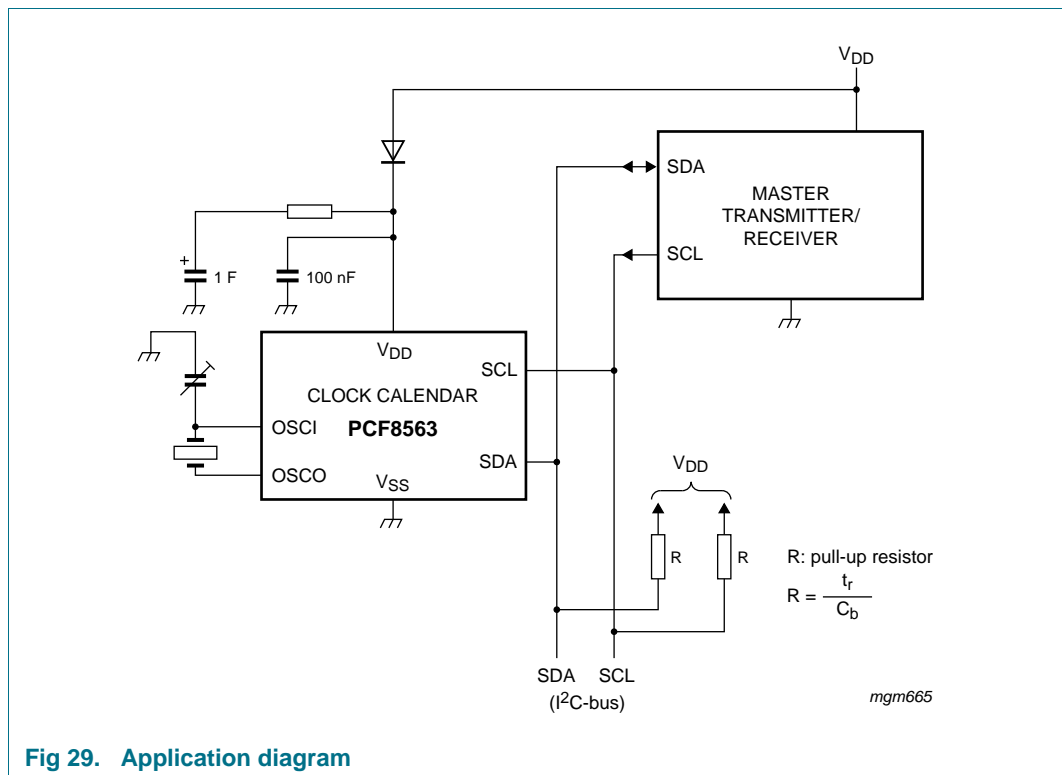 VDD
SDA
MASTER
TRANSMITTER/
RECEIVER
SCL
+
1 F
100 nF
VDD
SCL
CLOCK CALENDAR
PCF8563
OSCI
SDA
OSCO
VSS
VDD
R
R
R: pull-up resistor
R = tr
Cb
SDA SCL
(I²C-bus)
mgm665
Fig 29. Application diagram